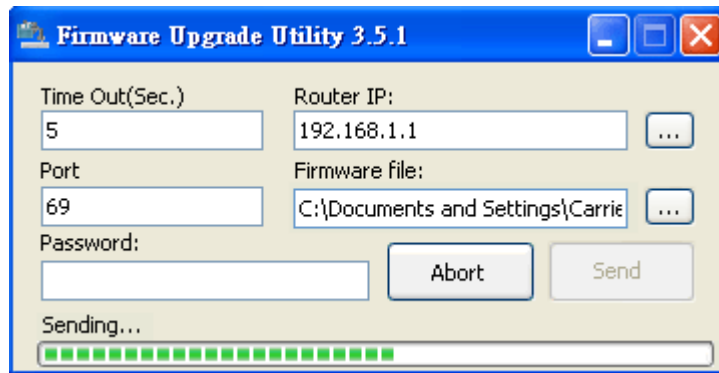 Firmware Upgrade Utility 3.5.1
Time Out(Sec.) Router IP:
5 192.168.1.1 ...
Port Firmware file:
69 C:\Documents and Settings\Carrie ...
Password:
Abort Send
Sending...